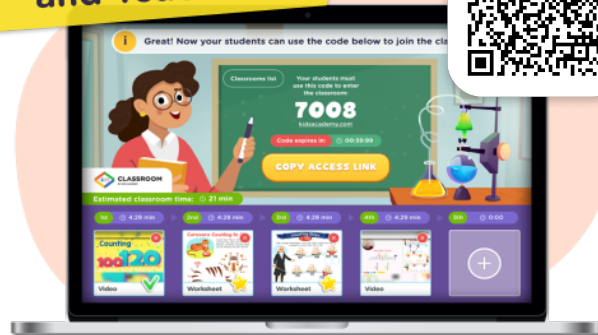 and
Great! Now your students can use the code below to join the cla
Classrooms list
Your students must
use this code to enter
the classroom:
7008
kidsacademy.com
Code expires in: 00:59:99
COPY ACCESS LINK
CLASSROOM
Estimated classroom time: 21 min
1st 4:29 min
2nd 4:29 min
3rd 4:29 min
4th 4:29 min
5th 0:00
Counting
100 120
Video
Worksheet
Worksheet
Video